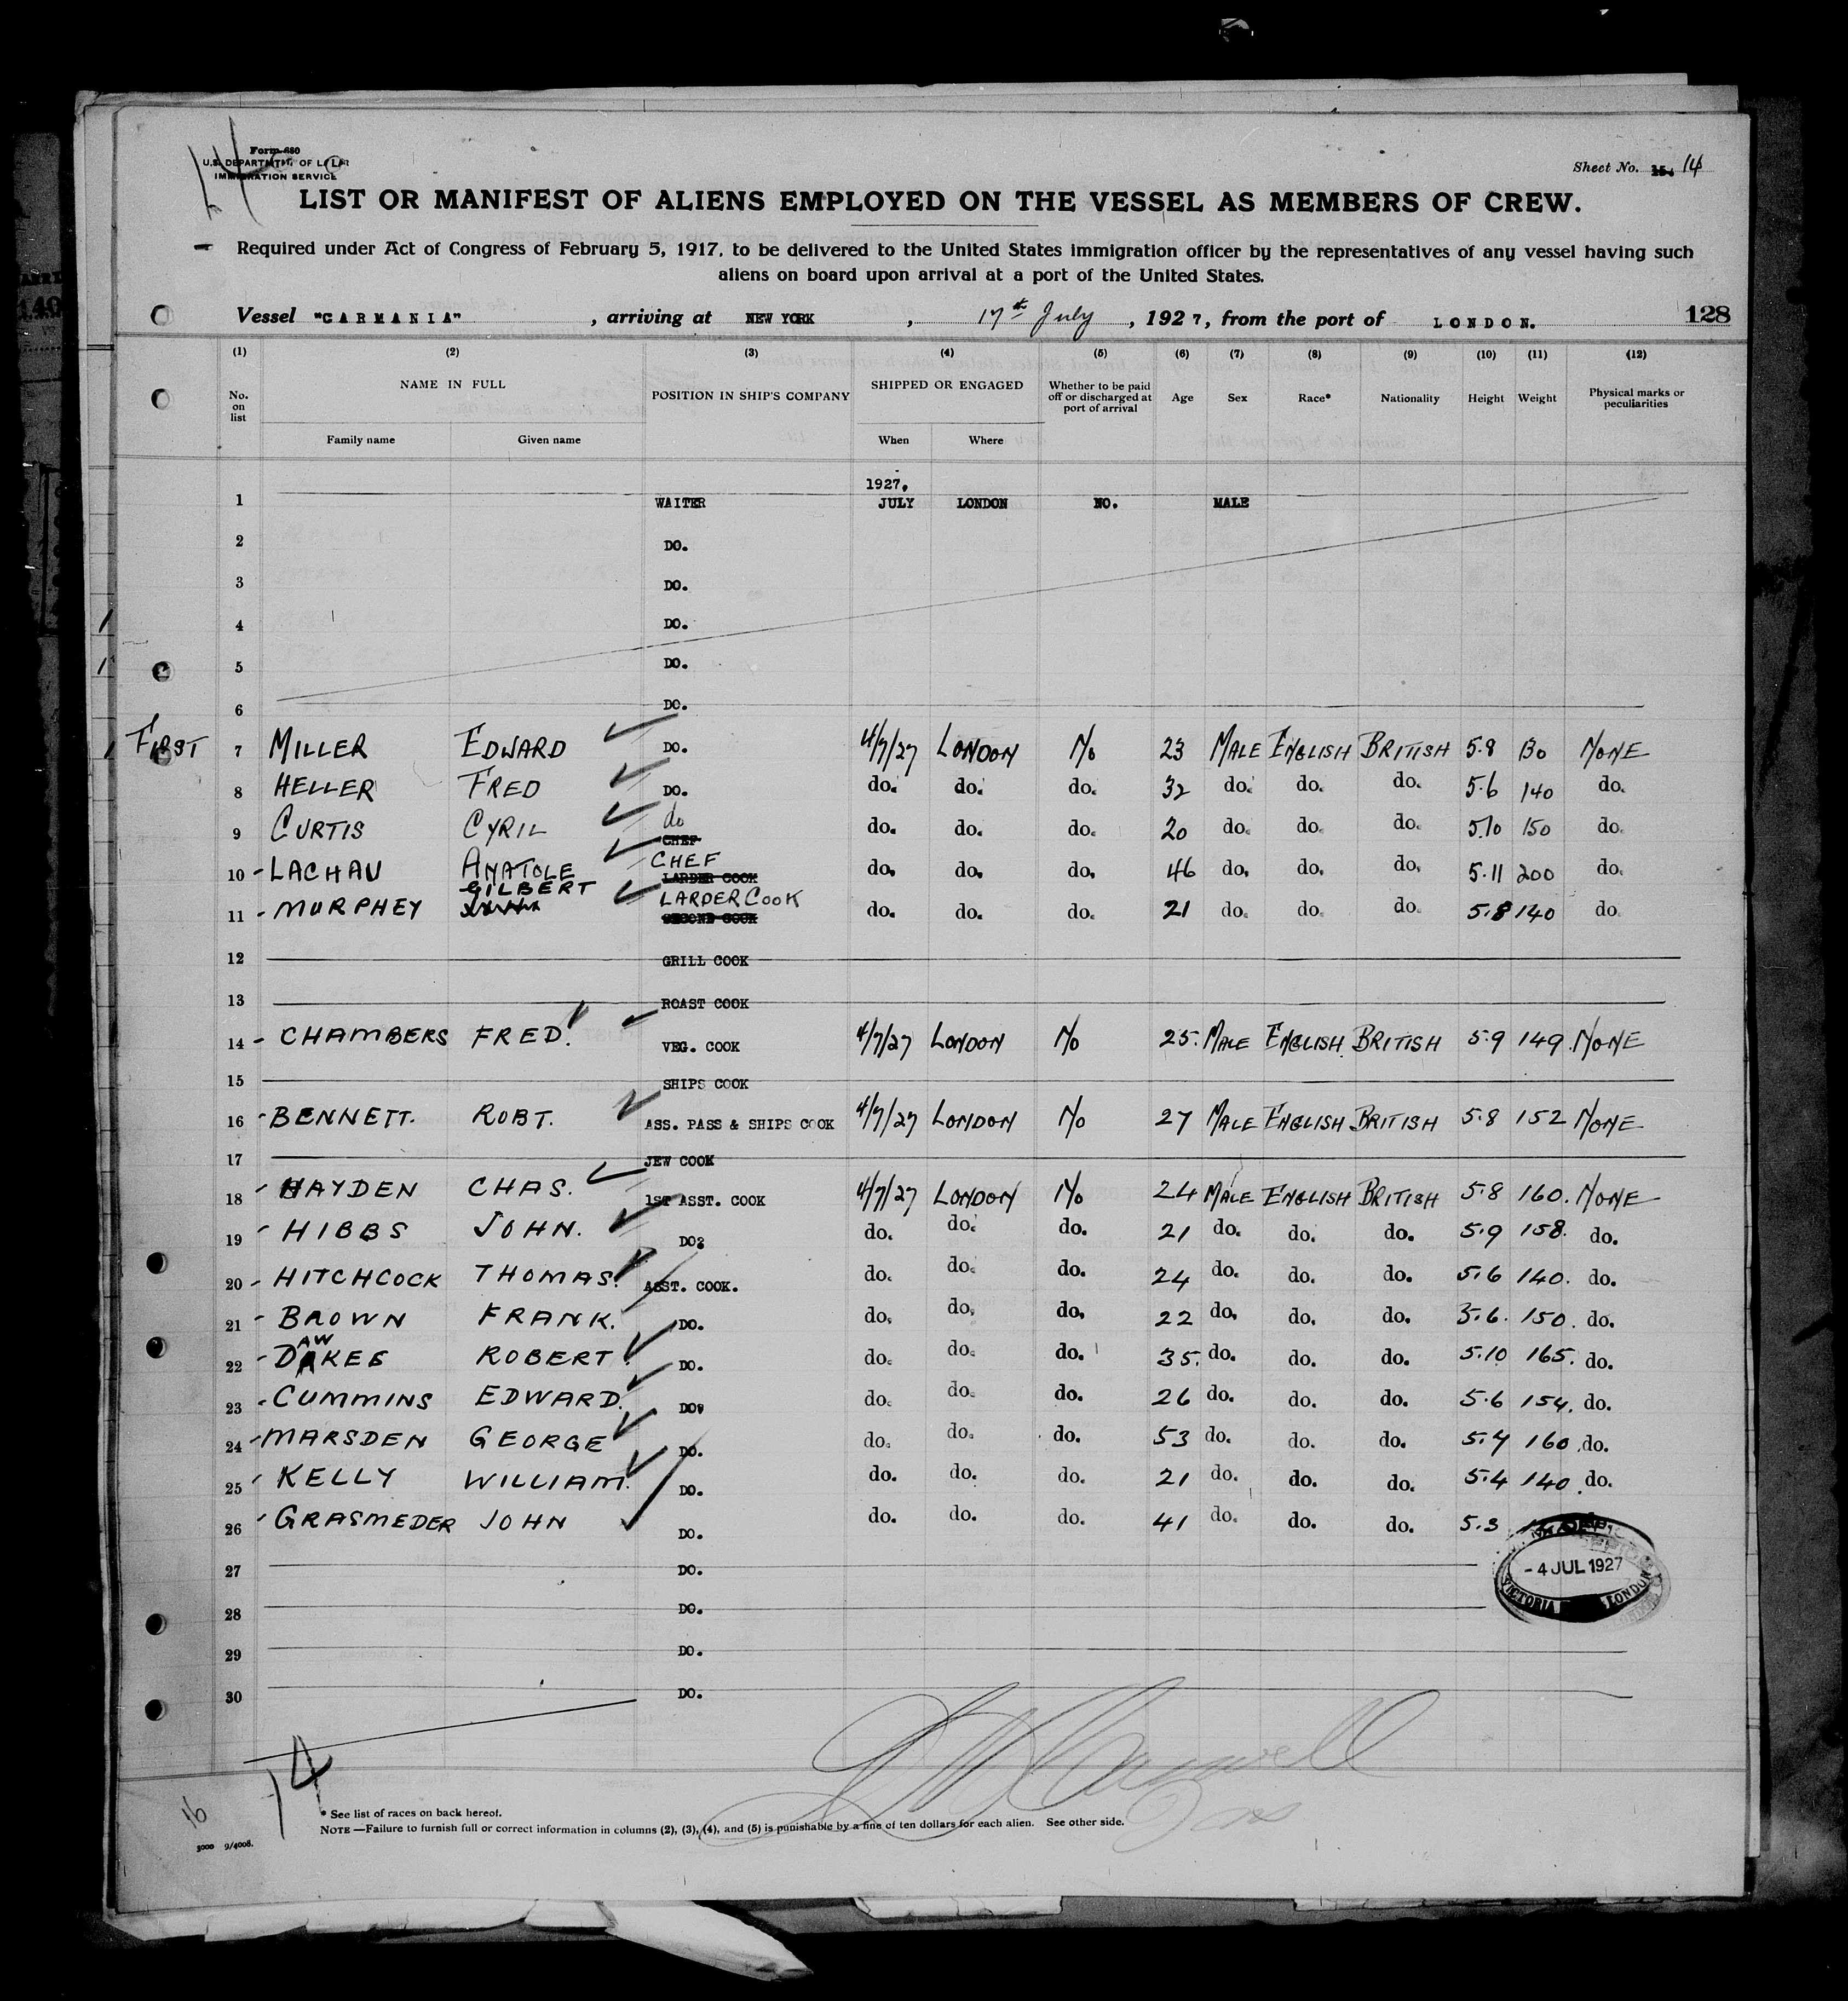 Form 680
U.S. DEPARTMENT OF LABOR
IMMIGRATION SERVICE
Sheet No. 14
LIST OR MANIFEST OF ALIENS EMPLOYED ON THE VESSEL AS MEMBERS OF CREW.
Required under Act of Congress of February 5, 1917, to be delivered to the United States immigration officer by the representatives of any vessel having such
aliens on board upon arrival at a port of the United States.
Vessel "CARMANIA", arriving at NEW YORK, 17th July, 1927, from the port of LONDON.
128
(1) (2) (3) (4) (5) (6) (7) (8) (9) (10) (11) (12)
No. on list NAME IN FULL POSITION IN SHIP'S COMPANY SHIPPED OR ENGAGED Whether to be paid off or discharged at port of arrival Age Sex Race* Nationality Height Weight Physical marks or peculiarities
Family name Given name When Where
1927.
1 WAITER JULY LONDON NO. MALE
2 DO.
3 DO.
4 DO.
5 DO.
6 DO.
FIRST 7 MILLER EDWARD DO. 4/7/27 LONDON No 23 MALE ENGLISH BRITISH 5.8 130 NONE
8 HELLER FRED DO. do. do. do. 32 do. do. do. 5.6 140 do.
9 CURTIS CYRIL do do. do. do. 20 do. do. do. 5.10 150 do.
CHEF
10 - LACHAU ANATOLE CHEF do. do. do. 46 do. do. do. 5.11 200 do.
LARDER COOK
11 - MURPHEY GILBERT LARDER COOK do. do. do. 21 do. do. do. 5.8 140 do.
SECOND COOK
12 GRILL COOK
13 ROAST COOK
14 - CHAMBERS FRED. VEG. COOK 4/7/27 LONDON No 25. MALE ENGLISH BRITISH 5.9 149. NONE
15 SHIPS COOK
16 - BENNETT. ROBT. ASS. PASS & SHIPS COOK 4/7/27 LONDON No 27 MALE ENGLISH BRITISH 5.8 152 NONE
17 JEW COOK
18 - HAYDEN CHAS. 1ST ASST. COOK 4/7/27 LONDON No 24 MALE ENGLISH BRITISH 5.8 160. NONE
19 - HIBBS JOHN. DO? do. do. do. 21 do. do. do. 5.9 158. do.
20 - HITCHCOCK THOMAS. ASST. COOK. do. do. do. 24 do. do. do. 5.6 140. do.
21 - BROWN FRANK. DO. do. do. do. 22 do. do. do. 5.6. 150. do.
AW
22 - DAKES ROBERT. DO. do. do. do. 35. do. do. do. 5.10 165. do.
23 - CUMMINS EDWARD. DO. do. do. do. 26 do. do. do. 5.6 154. do.
24 - MARSDEN GEORGE DO. do. do. do. 53 do. do. do. 5.4 160. do.
25 - KELLY WILLIAM. DO. do. do. do. 21 do. do. do. 5.4 140. do.
26 - GRASMEDER JOHN DO. do. do. do. 41 do. do. do. 5.3
27 DO.
28 DO.
29 DO.
30 DO.
- 4 JUL 1927
VICTORIA LONDON
14
16
* See list of races on back hereof.
NOTE.—Failure to furnish full or correct information in columns (2), (3), (4), and (5) is punishable by a fine of ten dollars for each alien. See other side.
3000 9/4008.